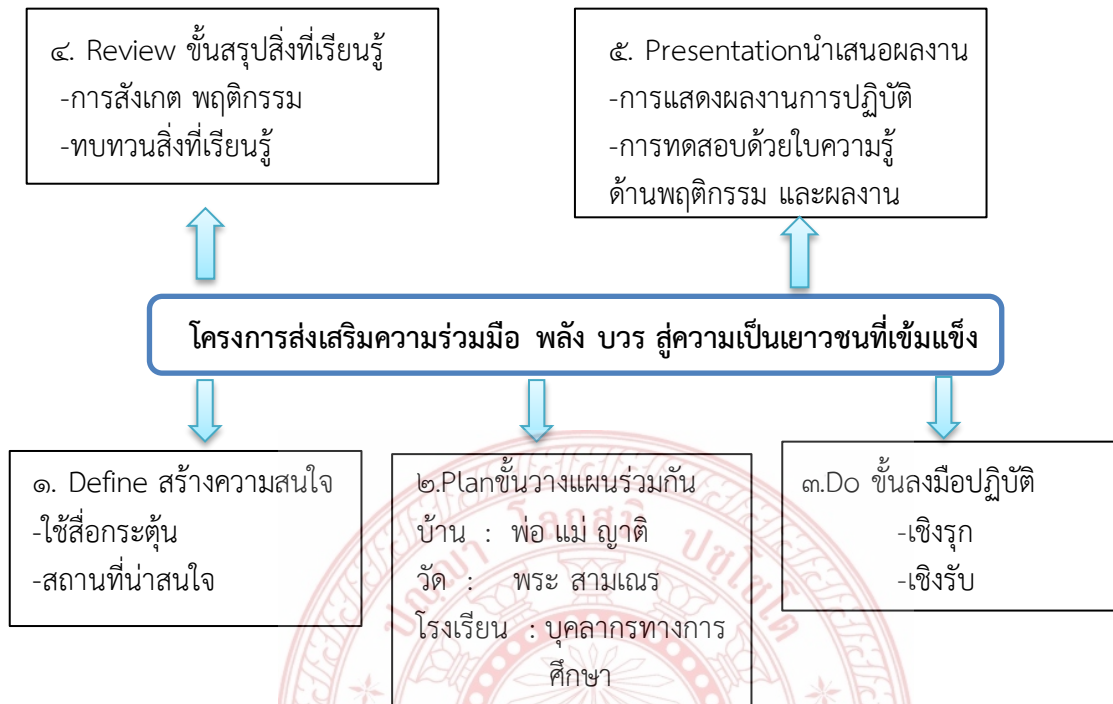 ๔. Review ขั้นสรุปสิ่งที่เรียนรู้
-การสังเกต พฤติกรรม
-ทบทวนสิ่งที่เรียนรู้
๕. Presentationนำเสนอผลงาน
-การแสดงผลงานการปฏิบัติ
-การทดสอบด้วยใบความรู้
ด้านพฤติกรรม และผลงาน
โครงการส่งเสริมความร่วมมือ พลัง บวร สู่ความเป็นเยาวชนที่เข้มแข็ง
๑. Define สร้างความสนใจ
-ใช้สื่อกระตุ้น
-สถานที่น่าสนใจ
๒.Planขั้นวางแผนร่วมกัน
บ้าน : พ่อ แม่ ญาติ
วัด : พระ สามเณร
โรงเรียน : บุคลากรทางการ
ศึกษา
๓.Do ขั้นลงมือปฏิบัติ
-เชิงรุก
-เชิงรับ
ปญฺญา โลกสฺมิ ปชฺโชโต